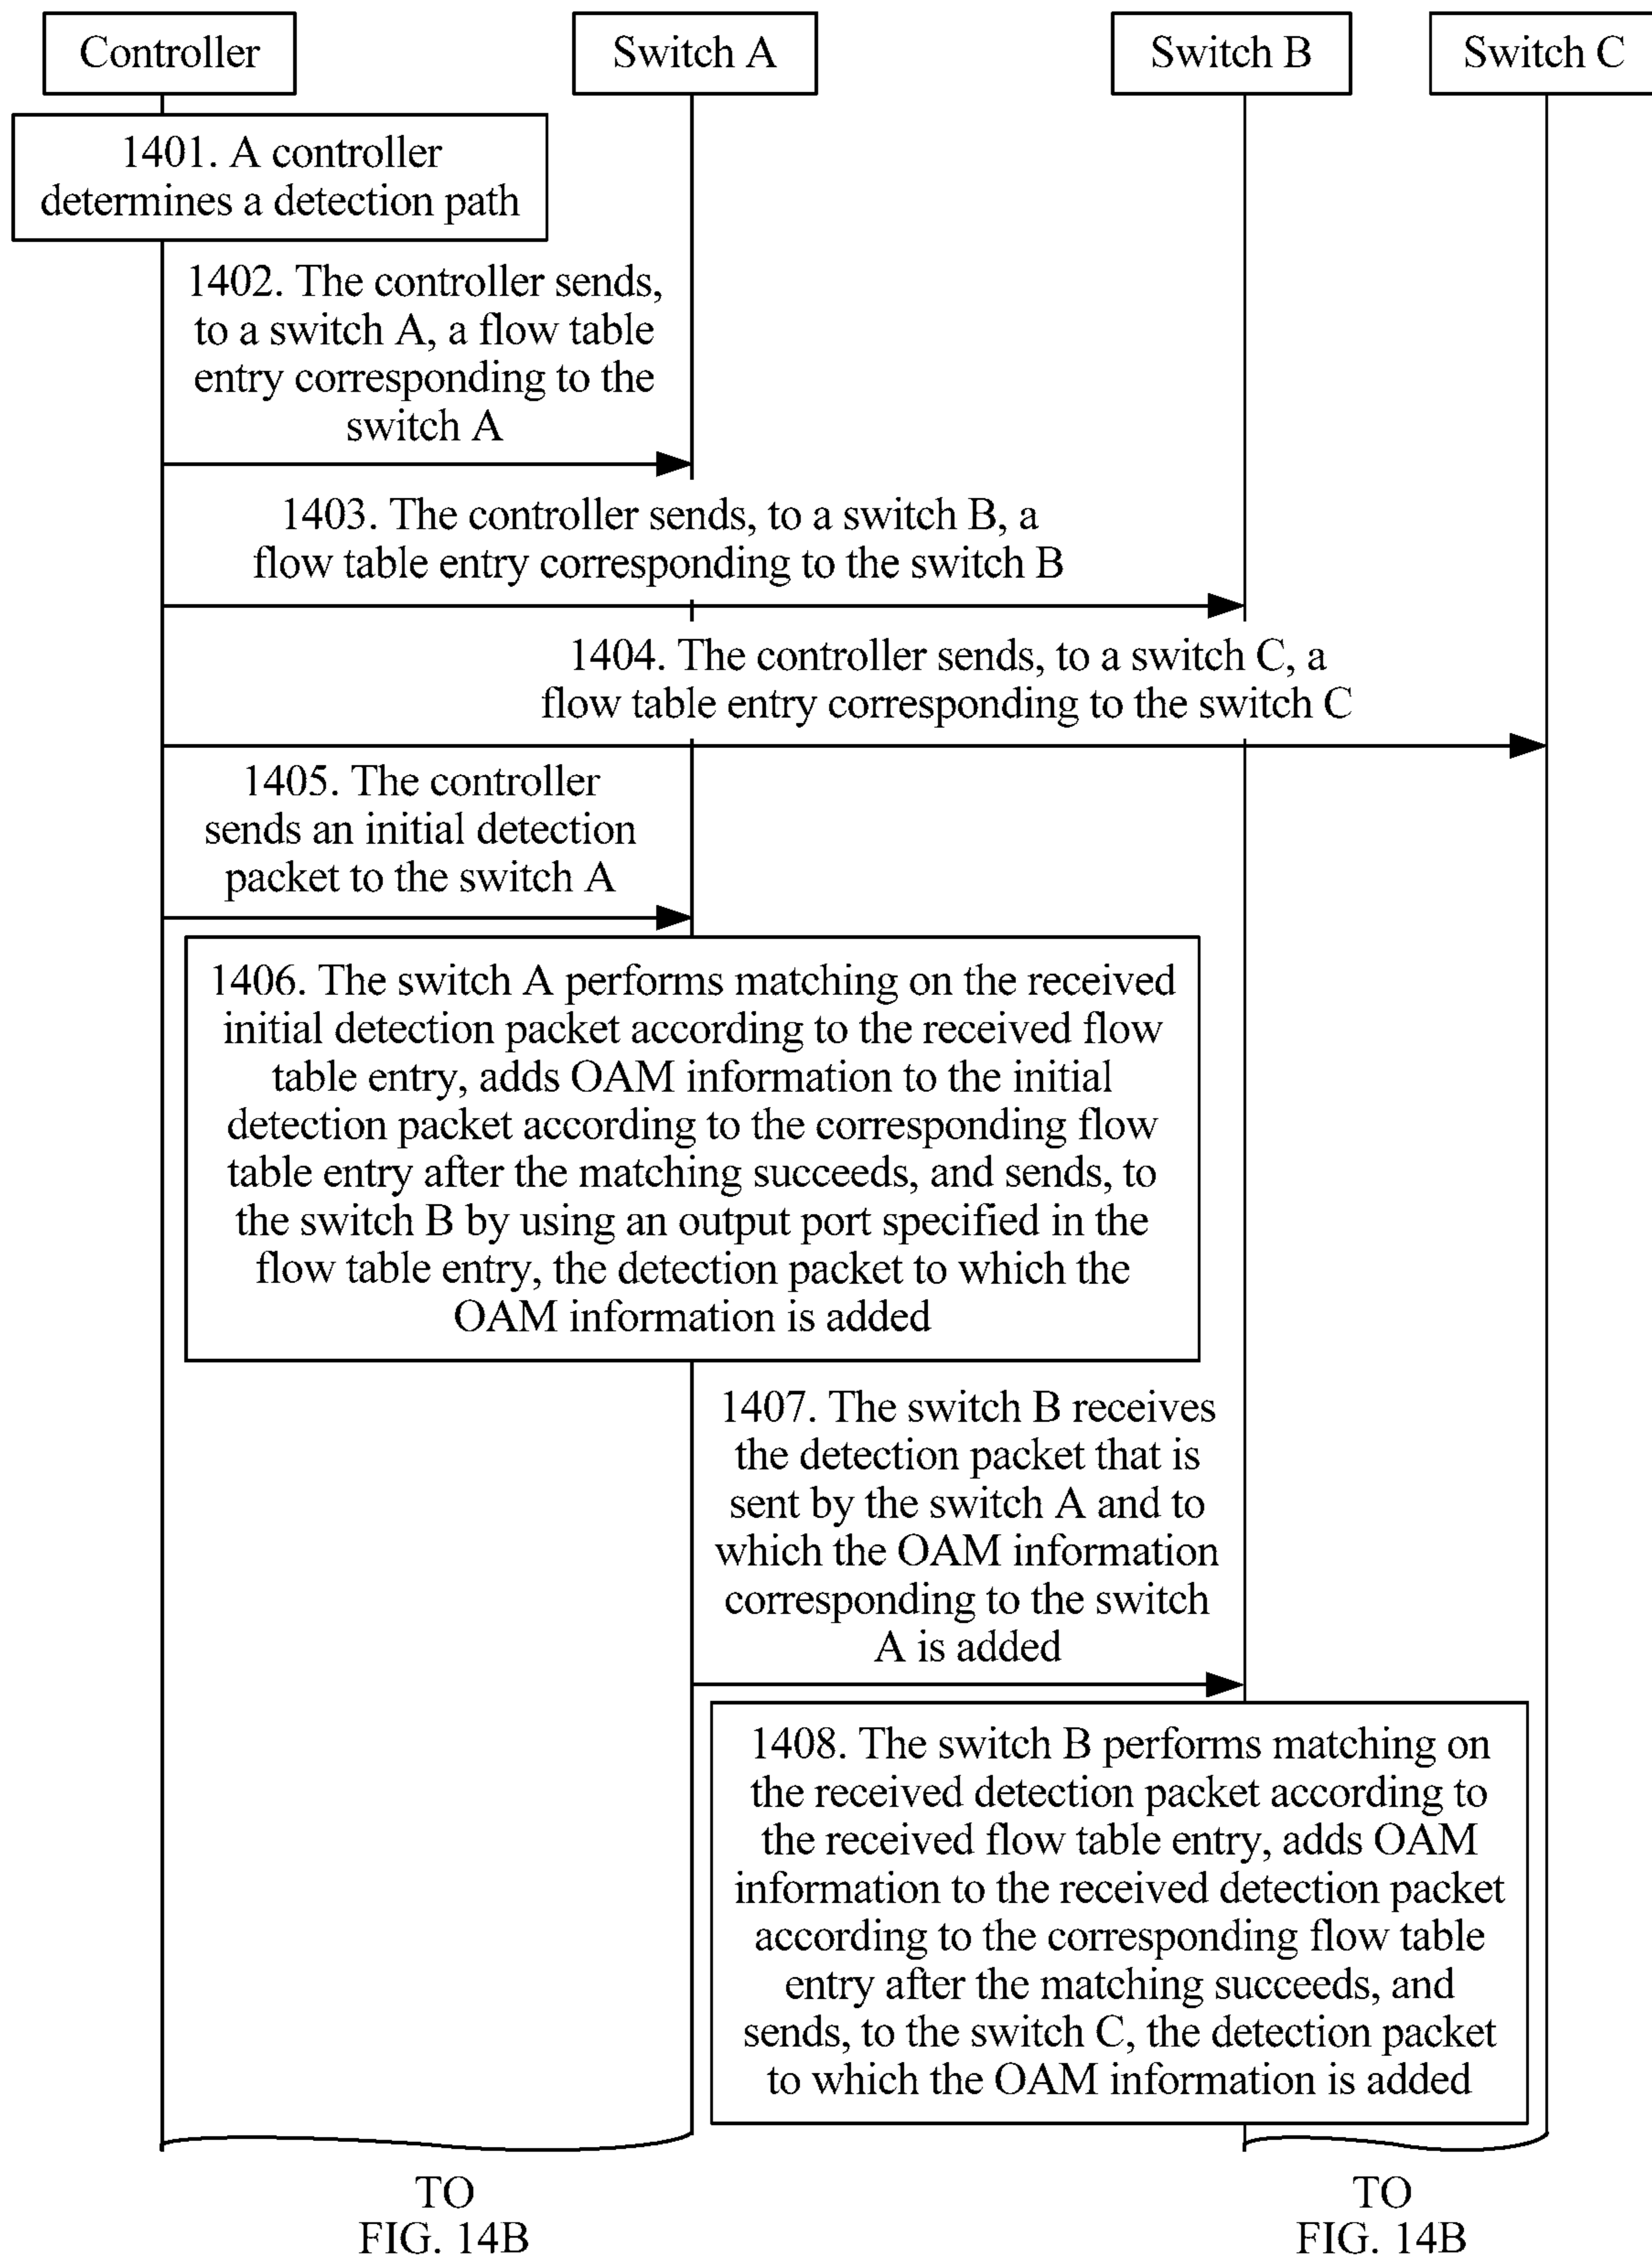 Controller
Switch A
Switch B
Switch C
1401. A controller
determines a detection path
1402. The controller sends,
to a switch A, a flow table
entry corresponding to the
switch A
1403. The controller sends, to a switch B, a
flow table entry corresponding to the switch B
1404. The controller sends, to a switch C, a
flow table entry corresponding to the switch C
1405. The controller
sends an initial detection
packet to the switch A
1406. The switch A performs matching on the received
initial detection packet according to the received flow
table entry, adds OAM information to the initial
detection packet according to the corresponding flow
table entry after the matching succeeds, and sends, to
the switch B by using an output port specified in the
flow table entry, the detection packet to which the
OAM information is added
1407. The switch B receives
the detection packet that is
sent by the switch A and to
which the OAM information
corresponding to the switch
A is added
1408. The switch B performs matching on
the received detection packet according to
the received flow table entry, adds OAM
information to the received detection packet
according to the corresponding flow table
entry after the matching succeeds, and
sends, to the switch C, the detection packet
to which the OAM information is added
TO
FIG. 14B
TO
FIG. 14B